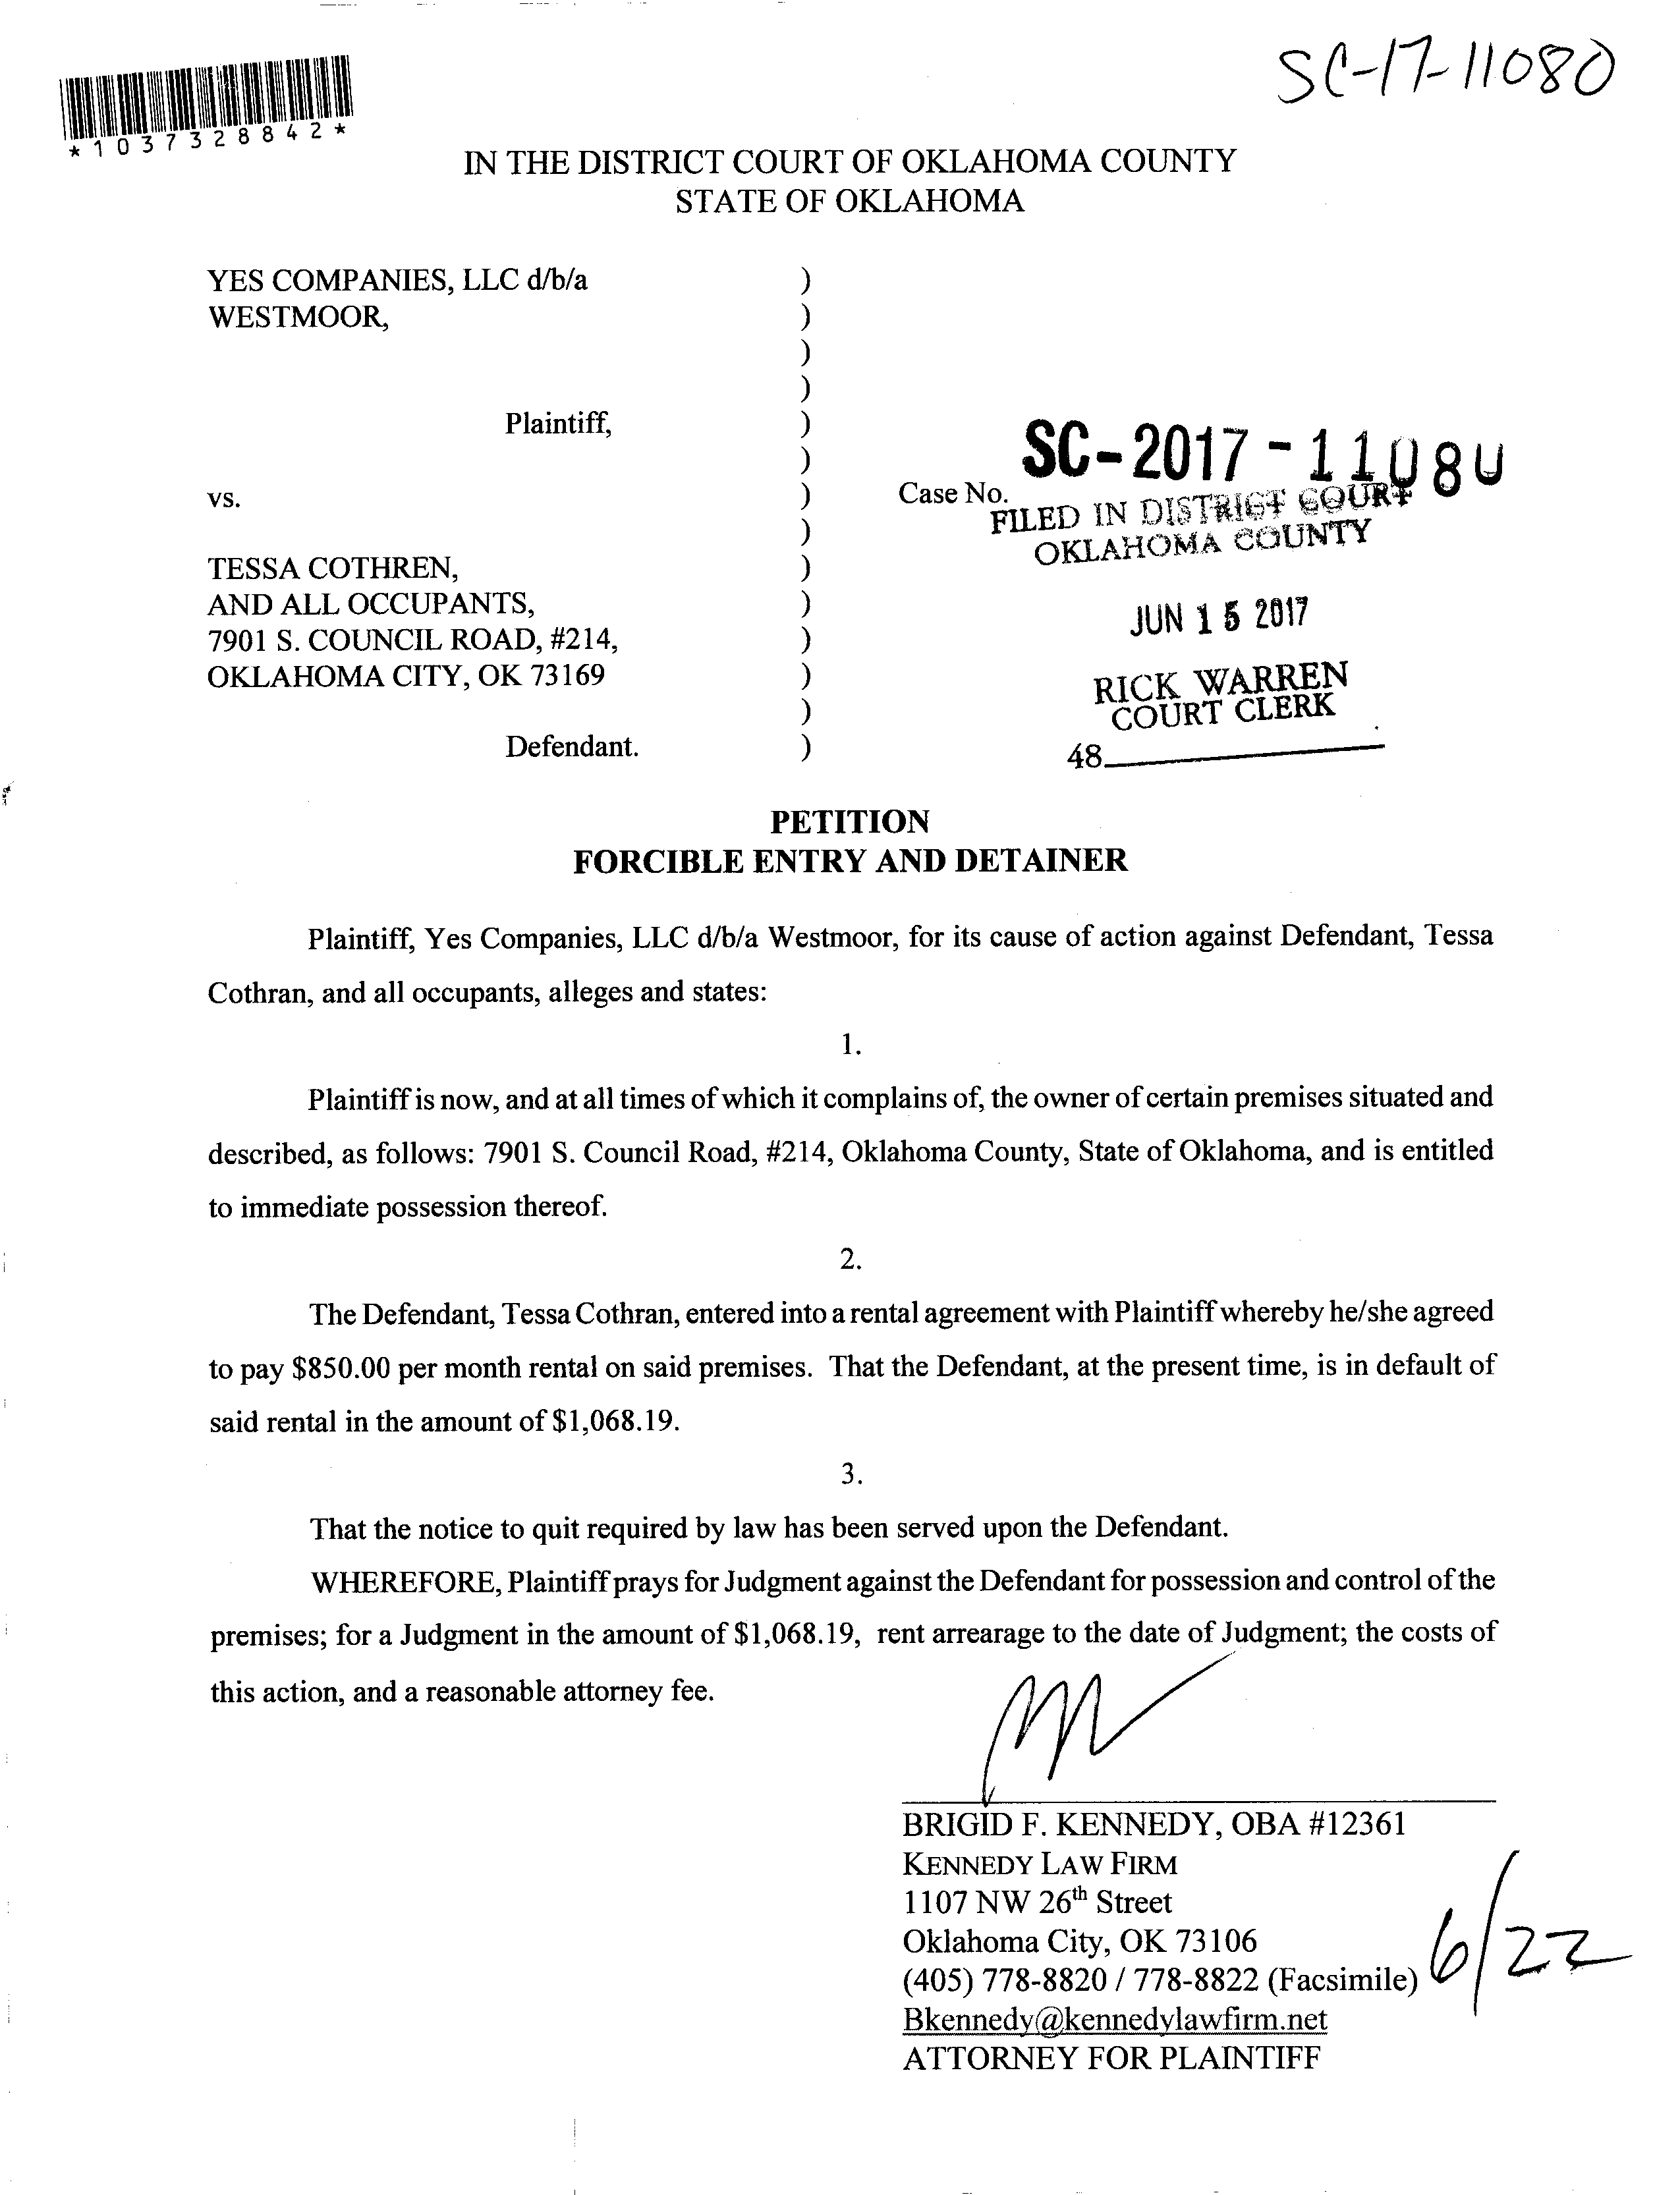 SC-17-11080
*1037328842*
IN THE DISTRICT COURT OF OKLAHOMA COUNTY
STATE OF OKLAHOMA
YES COMPANIES, LLC d/b/a )
WESTMOOR, )
)
)
Plaintiff, )
)
vs. )
)
TESSA COTHREN, )
AND ALL OCCUPANTS, )
7901 S. COUNCIL ROAD, #214, )
OKLAHOMA CITY, OK 73169 )
)
Defendant. )
SC-2017-11080
Case No.
FILED IN DISTRICT COURT
OKLAHOMA COUNTY
JUN 15 2017
RICK WARREN
COURT CLERK
48
PETITION
FORCIBLE ENTRY AND DETAINER
Plaintiff, Yes Companies, LLC d/b/a Westmoor, for its cause of action against Defendant, Tessa
Cothran, and all occupants, alleges and states:
1.
Plaintiff is now, and at all times of which it complains of, the owner of certain premises situated and
described, as follows: 7901 S. Council Road, #214, Oklahoma County, State of Oklahoma, and is entitled
to immediate possession thereof.
2.
The Defendant, Tessa Cothran, entered into a rental agreement with Plaintiff whereby he/she agreed
to pay $850.00 per month rental on said premises. That the Defendant, at the present time, is in default of
said rental in the amount of $1,068.19.
3.
That the notice to quit required by law has been served upon the Defendant.
WHEREFORE, Plaintiff prays for Judgment against the Defendant for possession and control of the
premises; for a Judgment in the amount of $1,068.19, rent arrearage to the date of Judgment; the costs of
this action, and a reasonable attorney fee.
BRIGID F. KENNEDY, OBA #12361
KENNEDY LAW FIRM
1107 NW 26th Street
Oklahoma City, OK 73106
(405) 778-8820 / 778-8822 (Facsimile)
Bkennedy@kennedylawfirm.net
ATTORNEY FOR PLAINTIFF
6/22